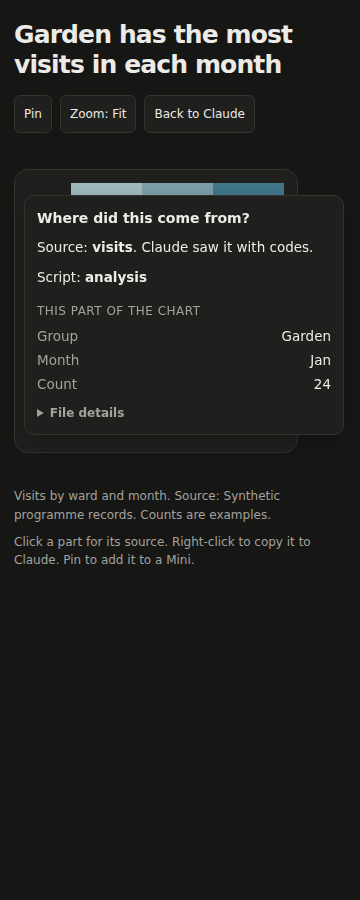 Garden has the most
visits in each month
Pin
Zoom: Fit
Back to Claude
Where did this come from?
Source: visits. Claude saw it with codes.
Script: analysis
THIS PART OF THE CHART
Group Garden
Month Jan
Count 24
File details
Visits by ward and month. Source: Synthetic
programme records. Counts are examples.
Click a part for its source. Right-click to copy it to
Claude. Pin to add it to a Mini.